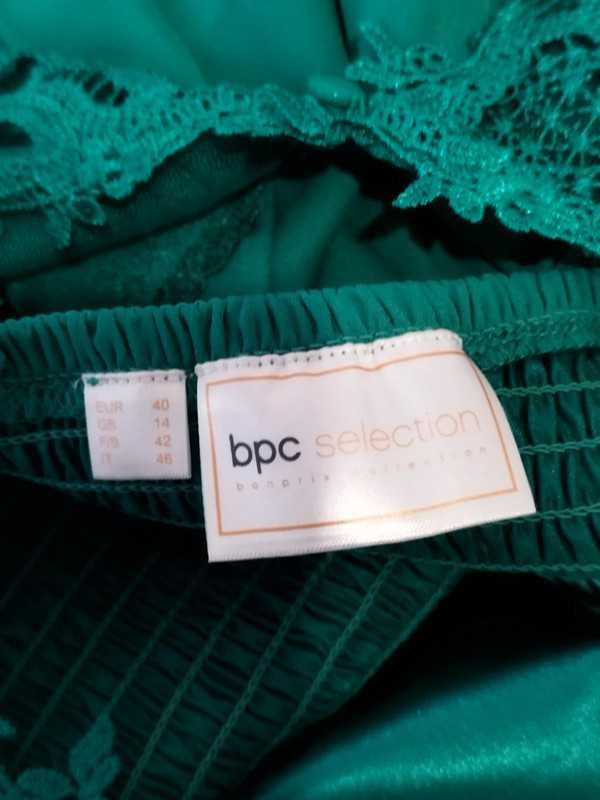 EUR 40
GB 14
F/B 42
IT 46
bpc selection
bonprix collection